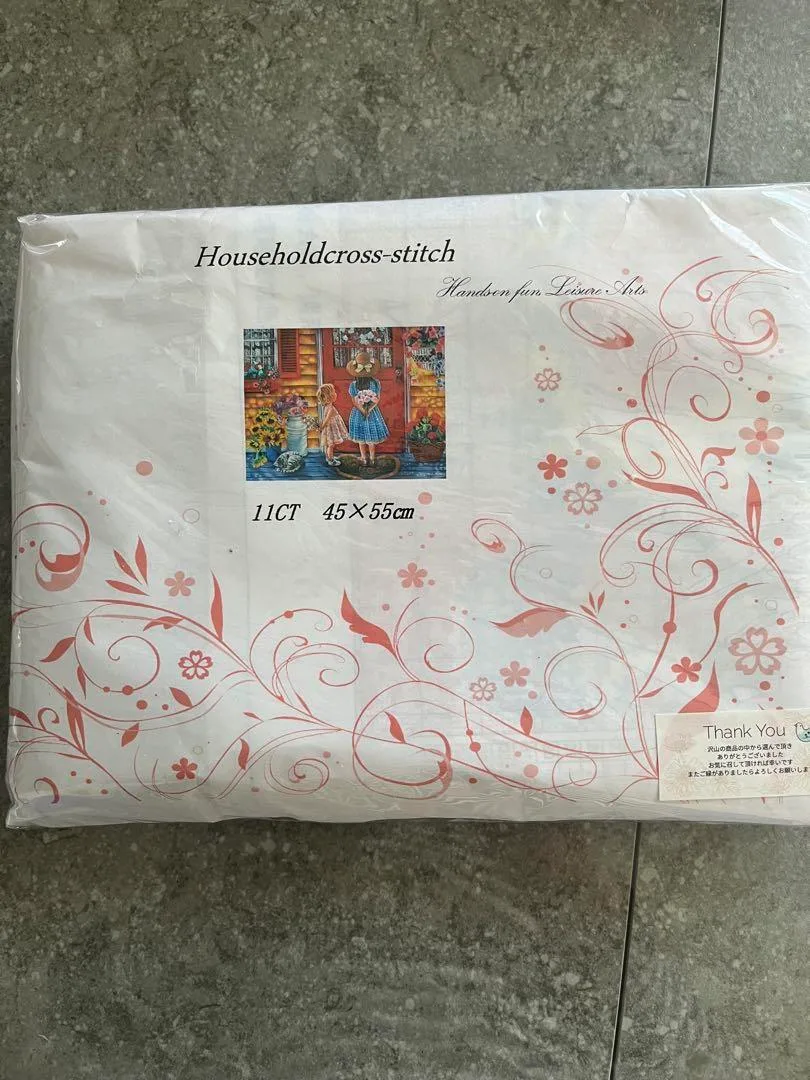 Householdcross-stitch
Hands on fun, Leisure Arts
11CT 45×55cm
Thank You
沢山の商品の中から選んで頂き
ありがとうございました
お気に召して頂ければ幸いです
またご縁がありましたらよろしくお願いしま